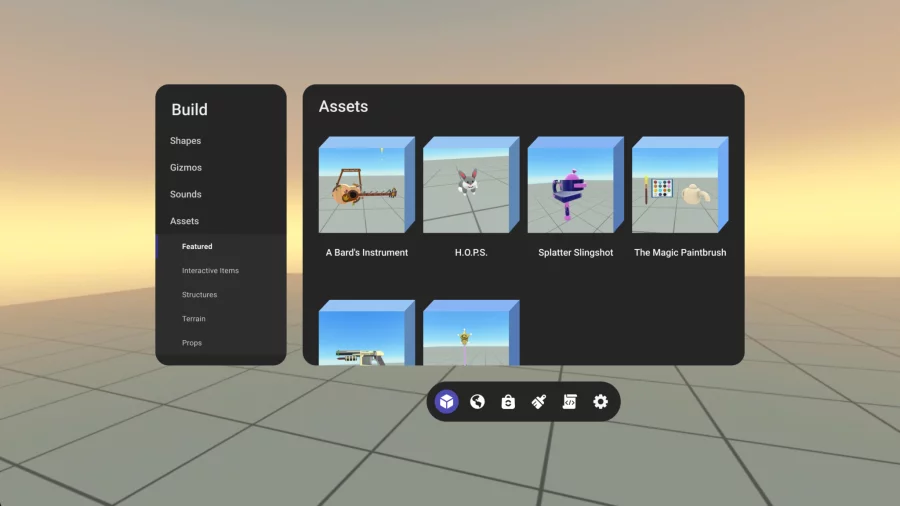 Build
Shapes
Gizmos
Sounds
Assets
Featured
Interactive Items
Structures
Terrain
Props
Assets
A Bard's Instrument
H.O.P.S.
Splatter Slingshot
The Magic Paintbrush